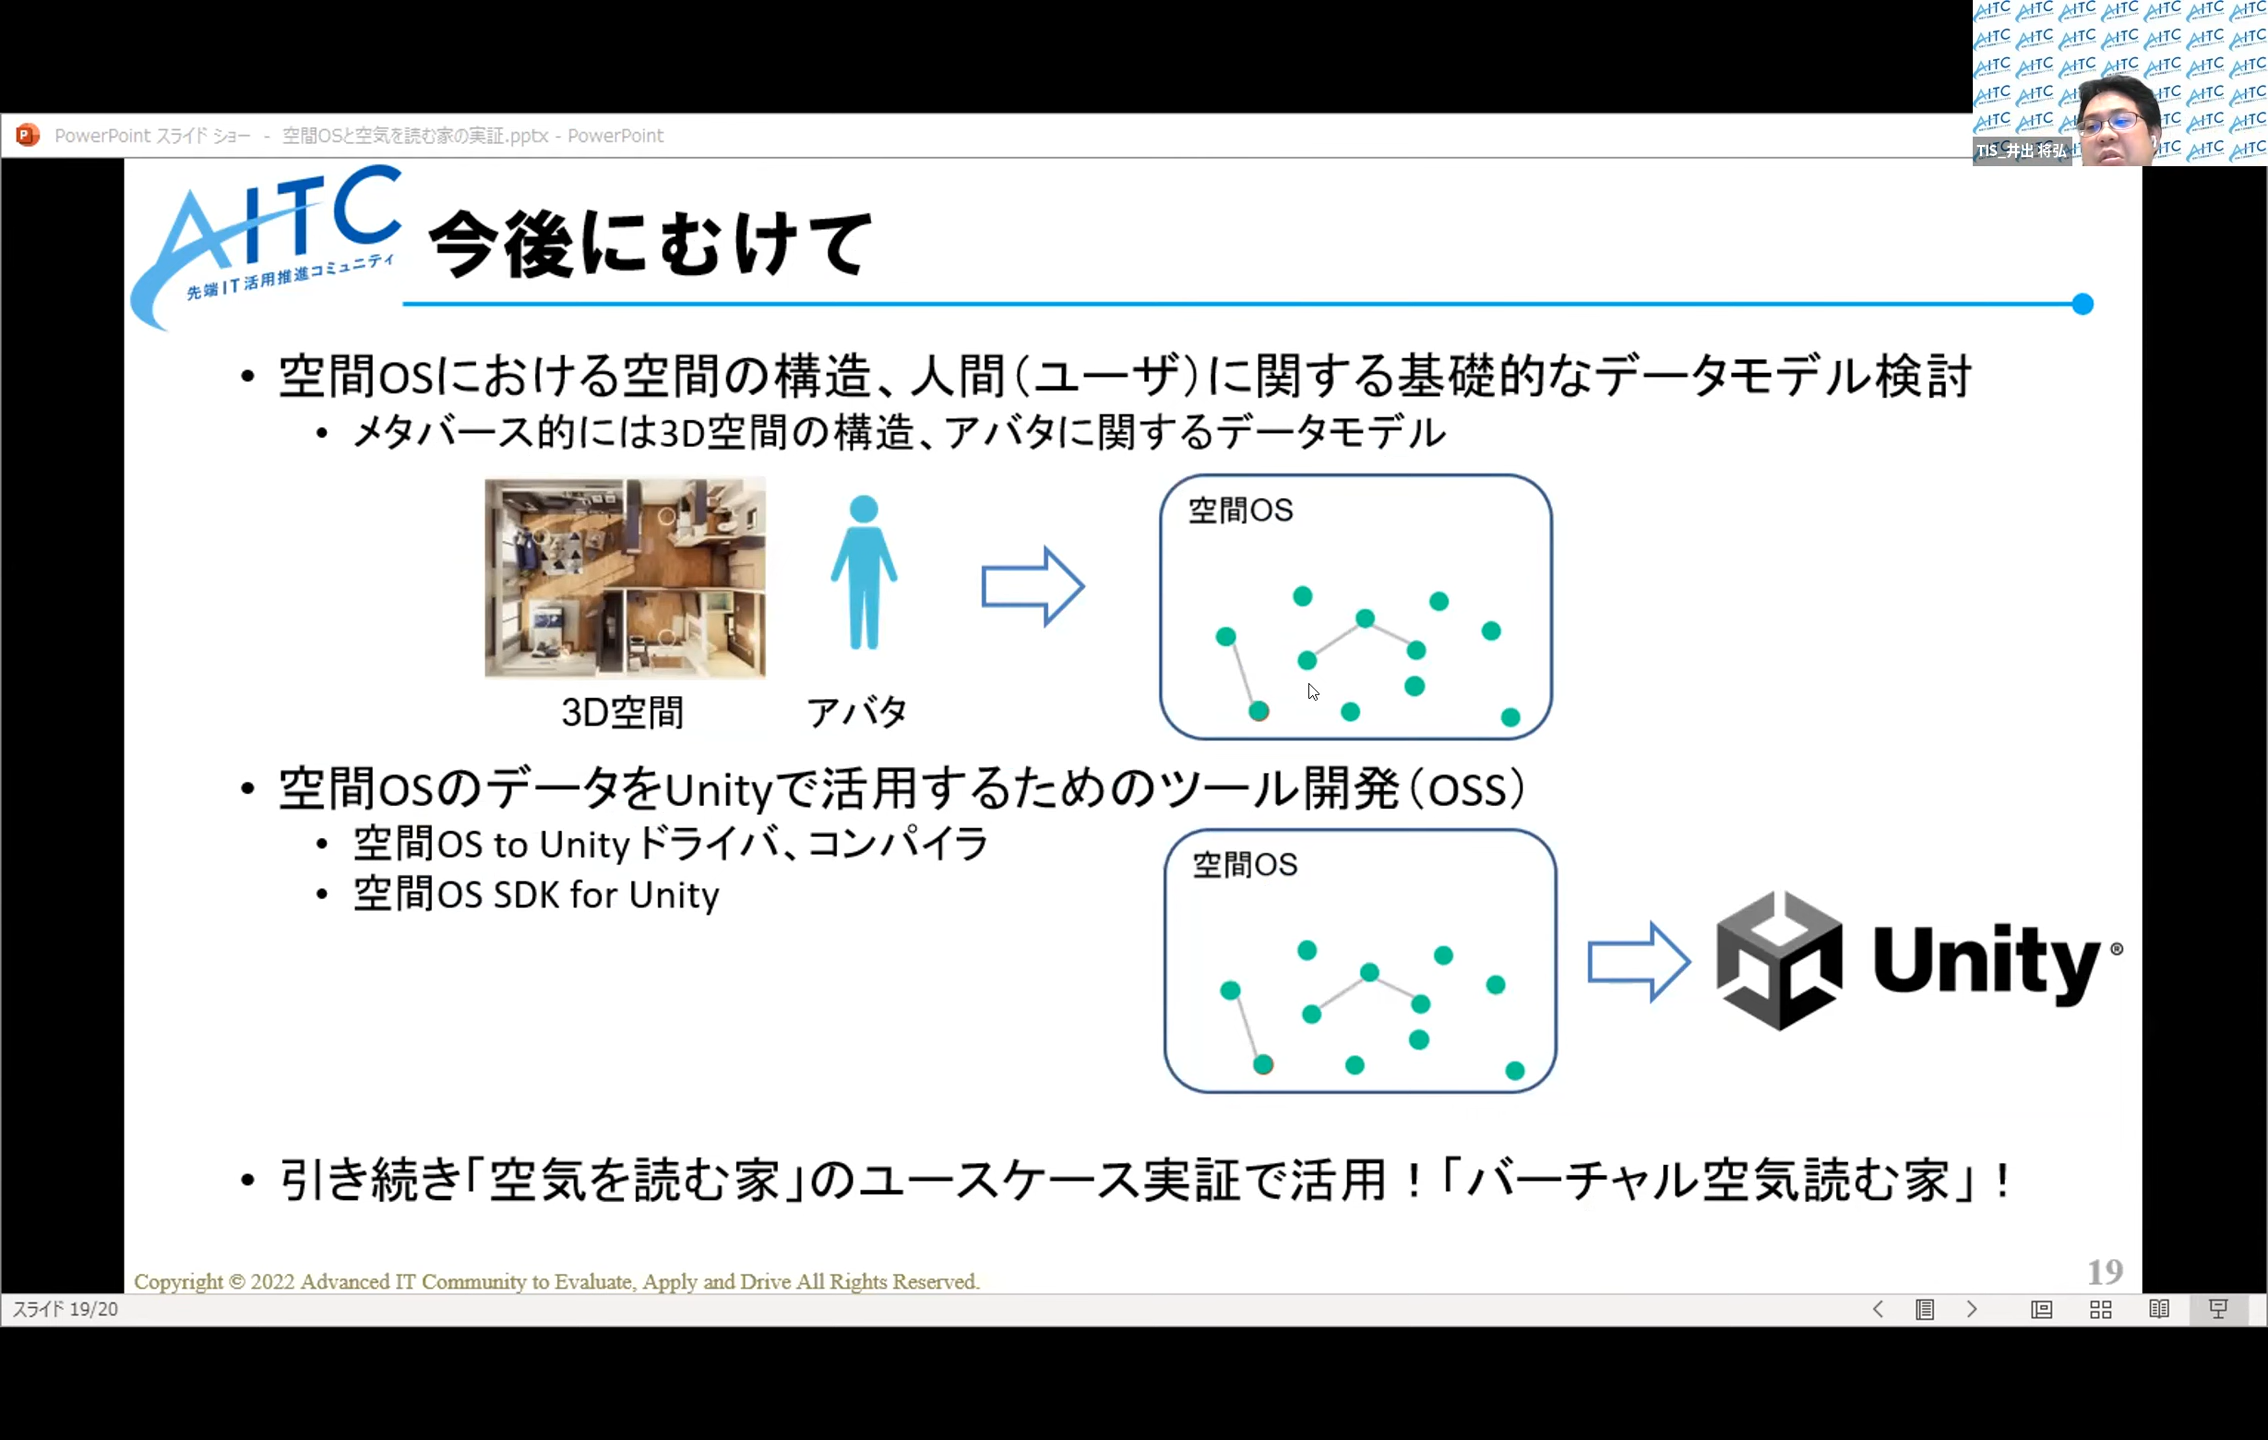 PowerPoint スライド ショー - 空間OSと空気を読む家の実証.pptx - PowerPoint
TIS_井出 将弘
AITC
先端IT活用推進コミュニティ
今後にむけて
• 空間OSにおける空間の構造、人間（ユーザ）に関する基礎的なデータモデル検討
• メタバース的には3D空間の構造、アバタに関するデータモデル
空間OS
3D空間
アバタ
• 空間OSのデータをUnityで活用するためのツール開発（OSS）
• 空間OS to Unity ドライバ、コンパイラ
• 空間OS SDK for Unity
空間OS
Unity®
• 引き続き「空気を読む家」のユースケース実証で活用！「バーチャル空気読む家」！
Copyright © 2022 Advanced IT Community to Evaluate, Apply and Drive All Rights Reserved.
19
スライド 19/20